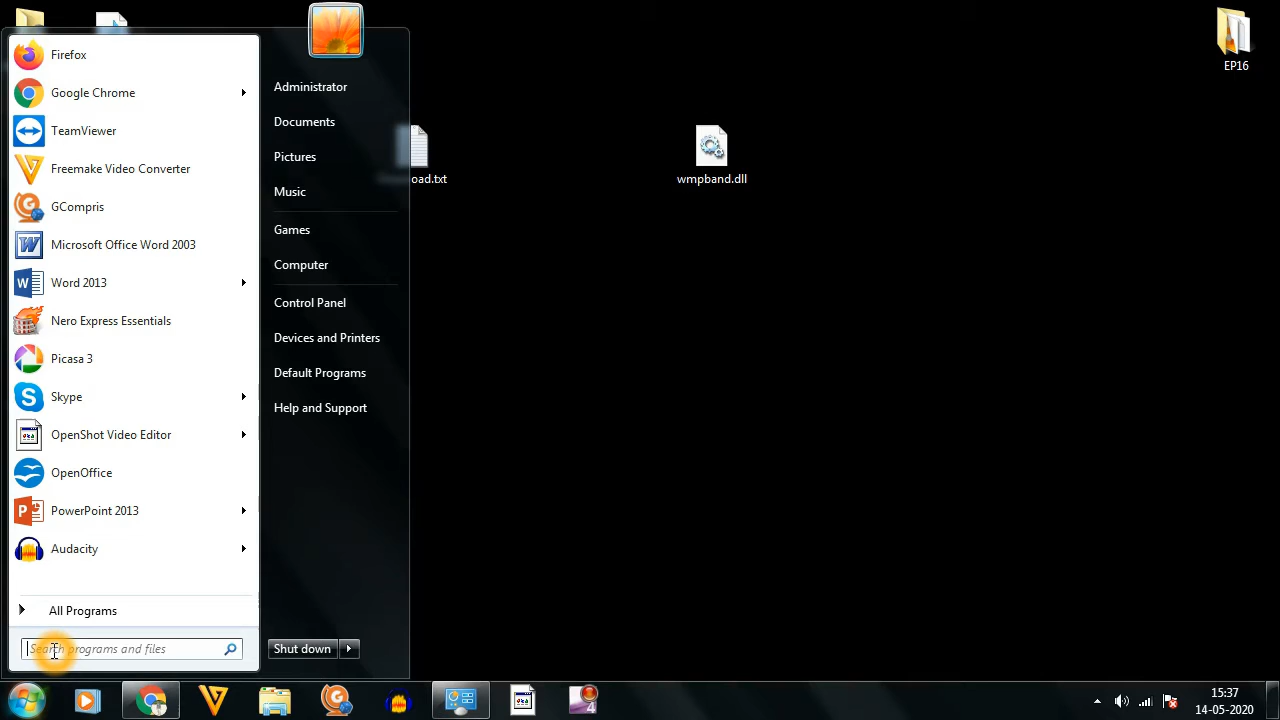 Firefox
Google Chrome
TeamViewer
Freemake Video Converter
GCompris
Microsoft Office Word 2003
Word 2013
Nero Express Essentials
Picasa 3
Skype
OpenShot Video Editor
OpenOffice
PowerPoint 2013
Audacity
All Programs
Search programs and files
Administrator
Documents
Pictures
Music
Games
Computer
Control Panel
Devices and Printers
Default Programs
Help and Support
Shut down
wmpband.dll
EP16
15:37
14-05-2020